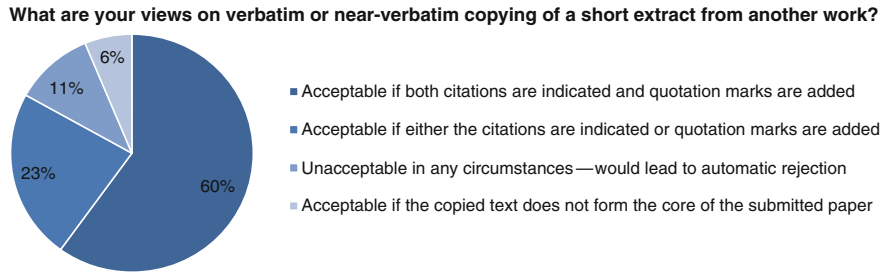 What are your views on verbatim or near-verbatim copying of a short extract from another work?
6%
11%
23%
60%
Acceptable if both citations are indicated and quotation marks are added
Acceptable if either the citations are indicated or quotation marks are added
Unacceptable in any circumstances—would lead to automatic rejection
Acceptable if the copied text does not form the core of the submitted paper